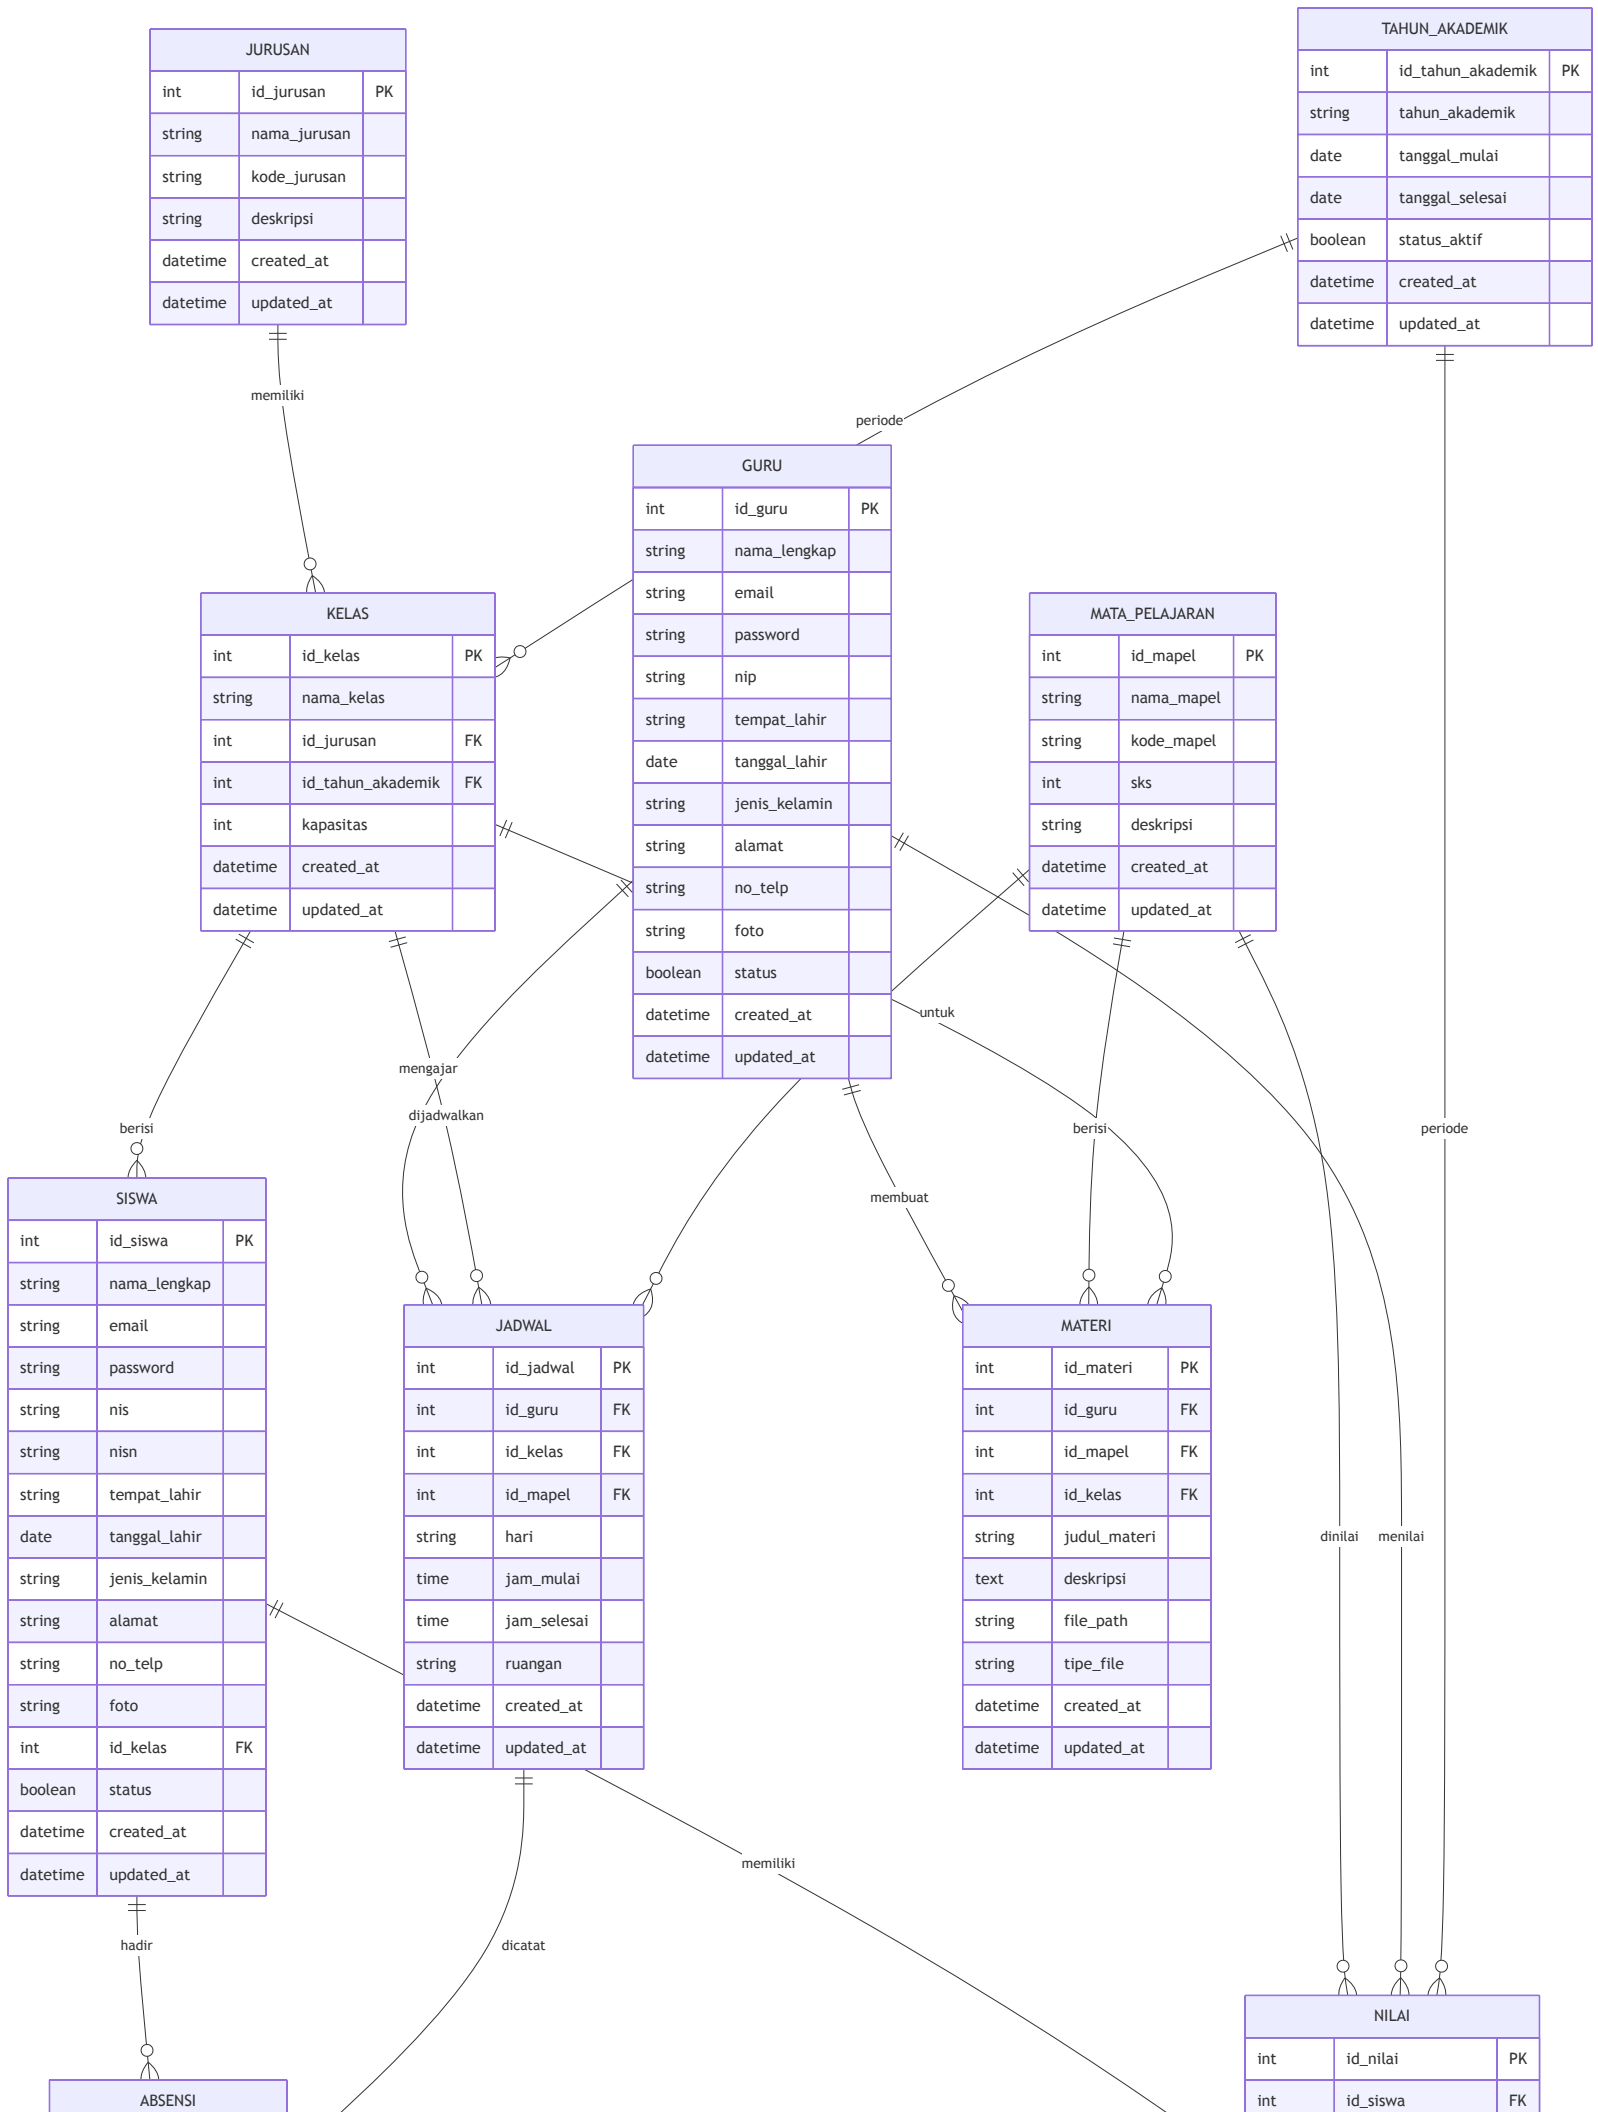 JURUSAN
int id_jurusan PK
string nama_jurusan
string kode_jurusan
string deskripsi
datetime created_at
datetime updated_at
TAHUN_AKADEMIK
int id_tahun_akademik PK
string tahun_akademik
date tanggal_mulai
date tanggal_selesai
boolean status_aktif
datetime created_at
datetime updated_at
memiliki
periode
GURU
int id_guru PK
string nama_lengkap
string email
string password
string nip
string tempat_lahir
date tanggal_lahir
string jenis_kelamin
string alamat
string no_telp
string foto
boolean status
datetime created_at
datetime updated_at
KELAS
int id_kelas PK
string nama_kelas
int id_jurusan FK
int id_tahun_akademik FK
int kapasitas
datetime created_at
datetime updated_at
MATA_PELAJARAN
int id_mapel PK
string nama_mapel
string kode_mapel
int sks
string deskripsi
datetime created_at
datetime updated_at
untuk
mengajar
dijadwalkan
berisi
berisi
periode
membuat
SISWA
int id_siswa PK
string nama_lengkap
string email
string password
string nis
string nisn
string tempat_lahir
date tanggal_lahir
string jenis_kelamin
string alamat
string no_telp
string foto
int id_kelas FK
boolean status
datetime created_at
datetime updated_at
JADWAL
int id_jadwal PK
int id_guru FK
int id_kelas FK
int id_mapel FK
string hari
time jam_mulai
time jam_selesai
string ruangan
datetime created_at
datetime updated_at
MATERI
int id_materi PK
int id_guru FK
int id_mapel FK
int id_kelas FK
string judul_materi
text deskripsi
string file_path
string tipe_file
datetime created_at
datetime updated_at
dinilai
menilai
memiliki
hadir
dicatat
NILAI
int id_nilai PK
int id_siswa FK
ABSENSI